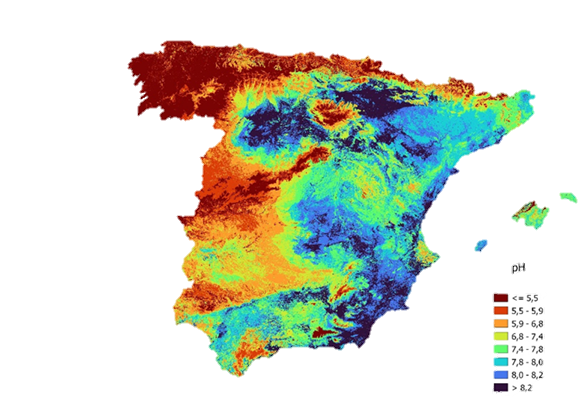 pH
<= 5,5
5,5 - 5,9
5,9 - 6,8
6,8 - 7,4
7,4 - 7,8
7,8 - 8,0
8,0 - 8,2
> 8,2